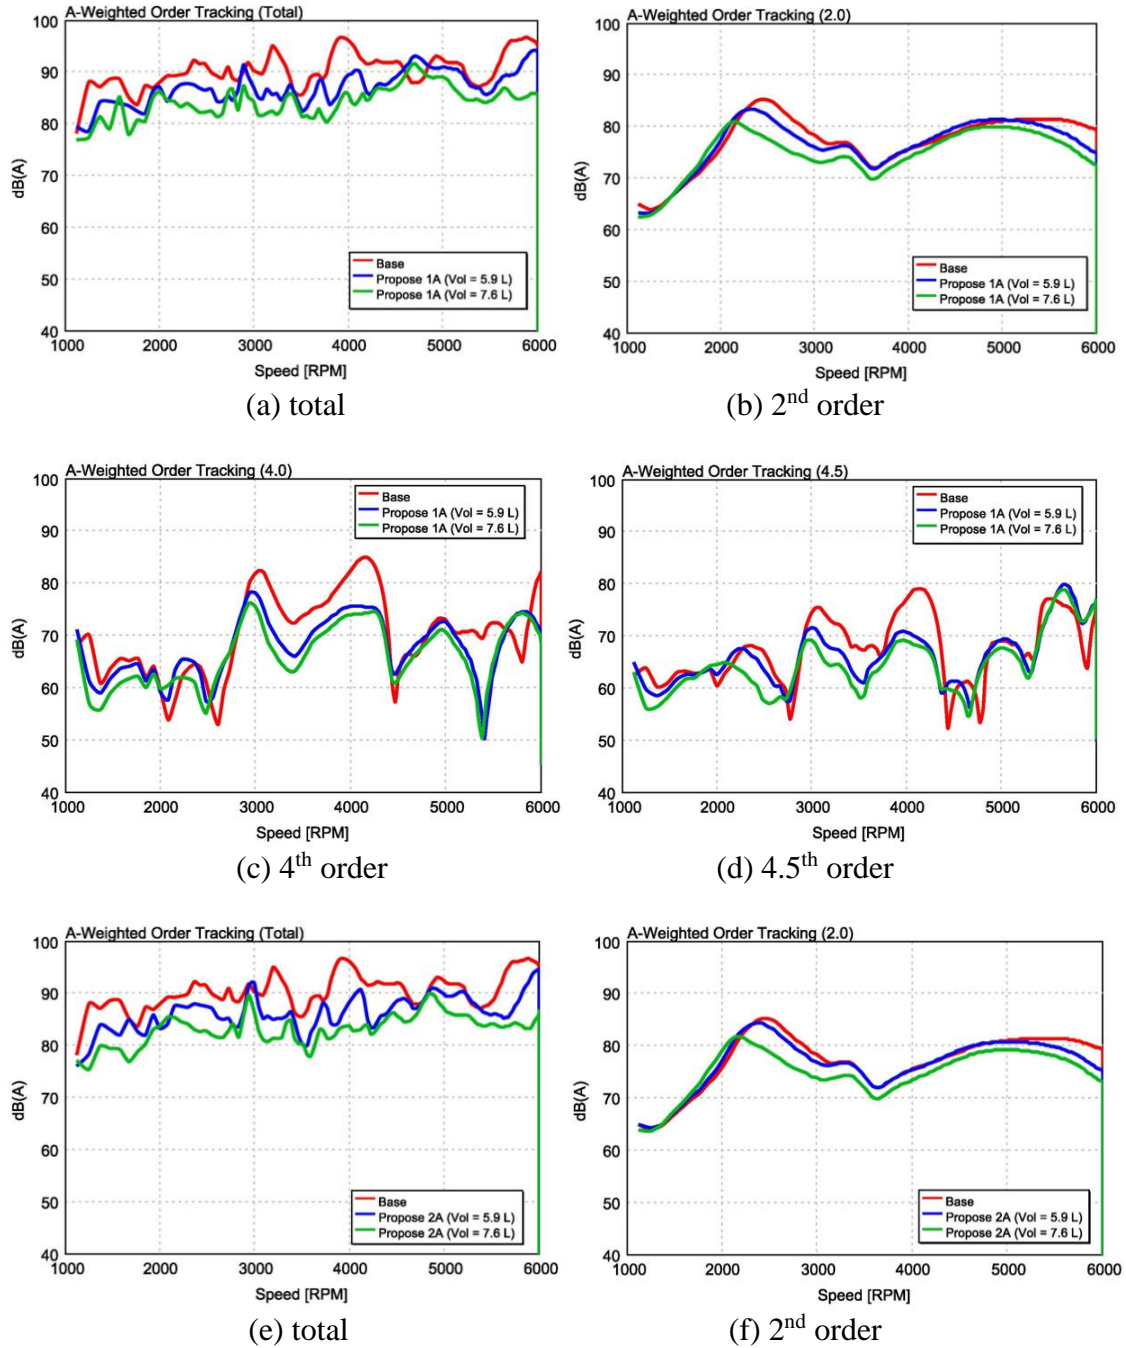 A-Weighted Order Tracking (Total)
100
90
80
70
60
50
40
dB(A)
Base
Propose 1A (Vol = 5.9 L)
Propose 1A (Vol = 7.6 L)
1000 2000 3000 4000 5000 6000
Speed [RPM]
(a) total
A-Weighted Order Tracking (2.0)
100
90
80
70
60
50
40
dB(A)
Base
Propose 1A (Vol = 5.9 L)
Propose 1A (Vol = 7.6 L)
1000 2000 3000 4000 5000 6000
Speed [RPM]
(b) 2nd order
A-Weighted Order Tracking (4.0)
100
90
80
70
60
50
40
dB(A)
Base
Propose 1A (Vol = 5.9 L)
Propose 1A (Vol = 7.6 L)
1000 2000 3000 4000 5000 6000
Speed [RPM]
(c) 4th order
A-Weighted Order Tracking (4.5)
100
90
80
70
60
50
40
dB(A)
Base
Propose 1A (Vol = 5.9 L)
Propose 1A (Vol = 7.6 L)
1000 2000 3000 4000 5000 6000
Speed [RPM]
(d) 4.5th order
A-Weighted Order Tracking (Total)
100
90
80
70
60
50
40
dB(A)
Base
Propose 2A (Vol = 5.9 L)
Propose 2A (Vol = 7.6 L)
1000 2000 3000 4000 5000 6000
Speed [RPM]
(e) total
A-Weighted Order Tracking (2.0)
100
90
80
70
60
50
40
dB(A)
Base
Propose 2A (Vol = 5.9 L)
Propose 2A (Vol = 7.6 L)
1000 2000 3000 4000 5000 6000
Speed [RPM]
(f) 2nd order